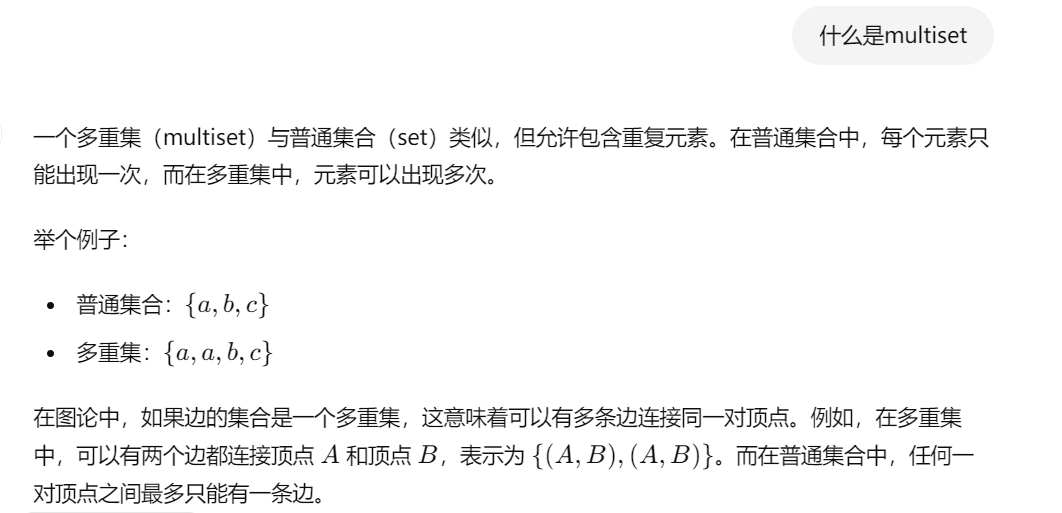 什么是multiset
一个多重集（multiset）与普通集合（set）类似，但允许包含重复元素。在普通集合中，每个元素只
能出现一次，而在多重集中，元素可以出现多次。
举个例子：
• 普通集合：{a, b, c}
• 多重集：{a, a, b, c}
在图论中，如果边的集合是一个多重集，这意味着可以有多条边连接同一对顶点。例如，在多重集
中，可以有两个边都连接顶点 A 和顶点 B，表示为 {(A, B), (A, B)}。而在普通集合中，任何一
对顶点之间最多只能有一条边。